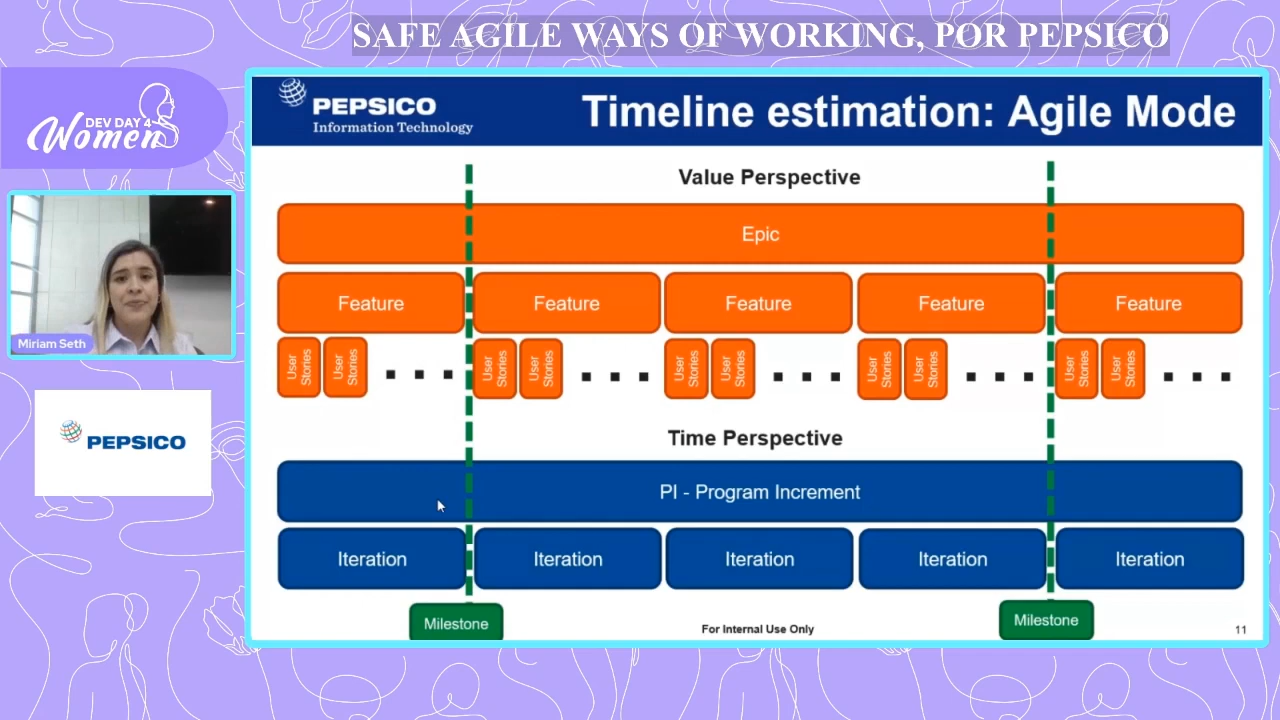 SAFE AGILE WAYS OF WORKING, POR PEPSICO
DEV DAY 4
Women
Miriam Seth
PEPSICO
PEPSICO
Information Technology
Timeline estimation: Agile Mode
Value Perspective
Epic
Feature
Feature
Feature
Feature
Feature
User Stories
User Stories
User Stories
User Stories
User Stories
User Stories
User Stories
User Stories
User Stories
User Stories
Time Perspective
PI - Program Increment
Iteration
Iteration
Iteration
Iteration
Iteration
Milestone
For Internal Use Only
Milestone
11